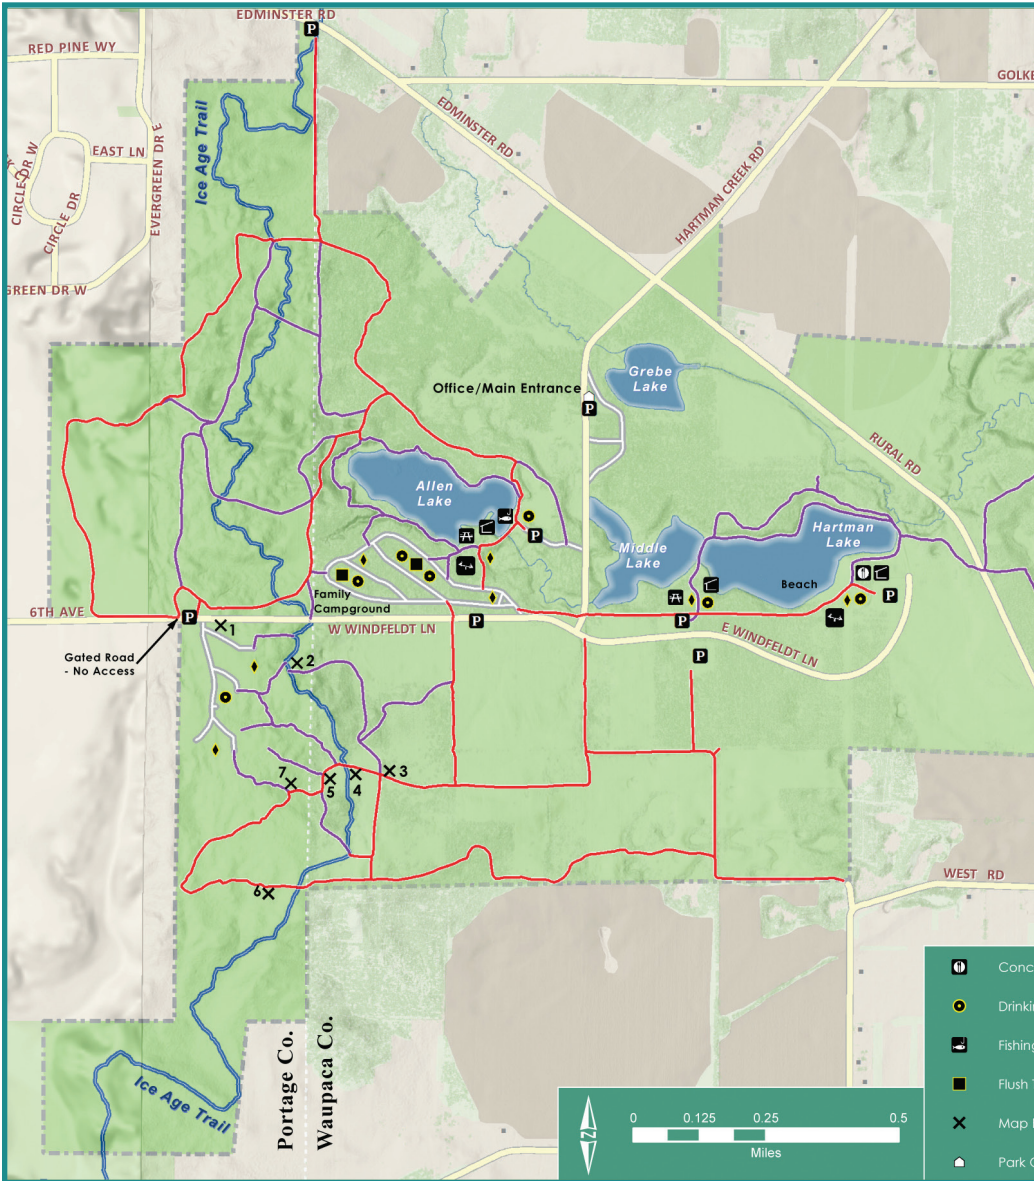 EDMINSTER RD
P
RED PINE WY
GOLKE
EDMINSTER RD
HARTMAN CREEK RD
Ice Age Trail
EAST LN
EVERGREEN DR E
CIRCLE DR W
CIRCLE DR
GREEN DR W
Grebe
Lake
Office/Main Entrance
P
RURAL RD
Allen
Lake
P
Middle
Lake
Hartman
Lake
Beach
P
Family
Campground
6TH AVE
P
1
W WINDFELDT LN
P
P
E WINDFELDT LN
P
Gated Road
- No Access
2
3
4
5
7
6
WEST RD
Portage Co.
Waupaca Co.
Ice Age Trail
Conc
Drinki
Fishing
Flush
Map
Park
N
0
0.125
0.25
0.5
Miles